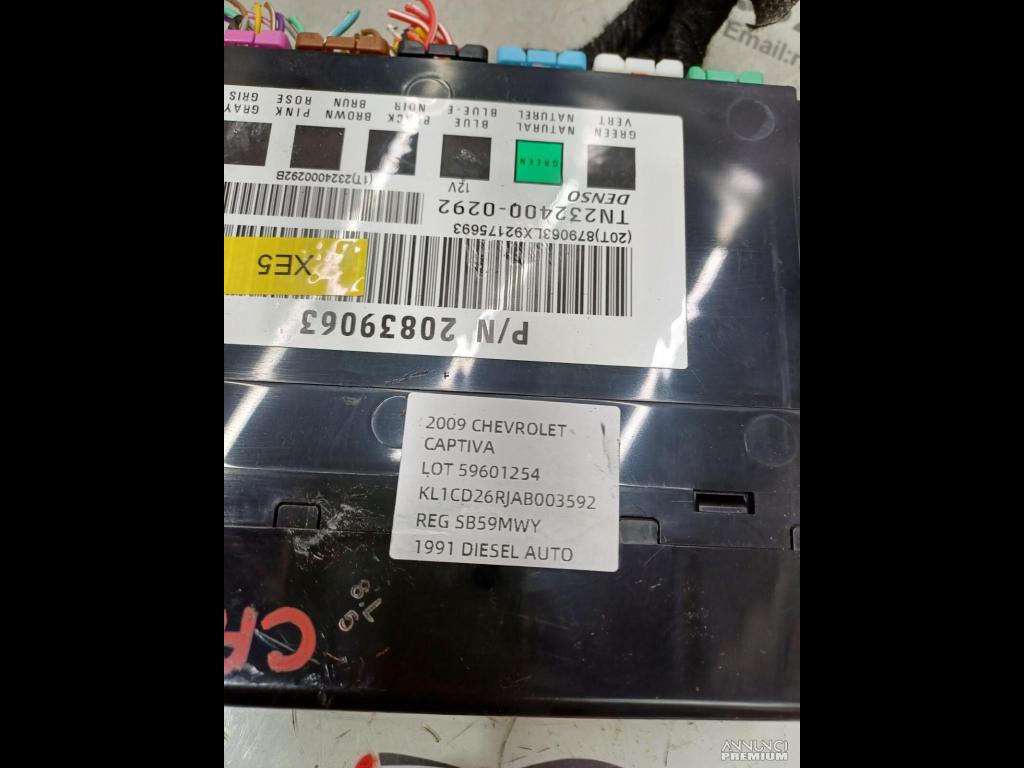 Email:r
GREEN VERT
NATURAL NATUREL
BLUE BLUE-E
BLACK NOIR
BROWN BRUN
PINK ROSE
GRAY GRIS
GREEN
DENSO
12V
(1T)2324000292B
TN232400-0292
(20T)879063LX92175693
XE5
P/N 20839063
2009 CHEVROLET
CAPTIVA
LOT 59601254
KL1CD26RJAB003592
REG SB59MWY
1991 DIESEL AUTO
CA
ANNUNCI
PREMIUM